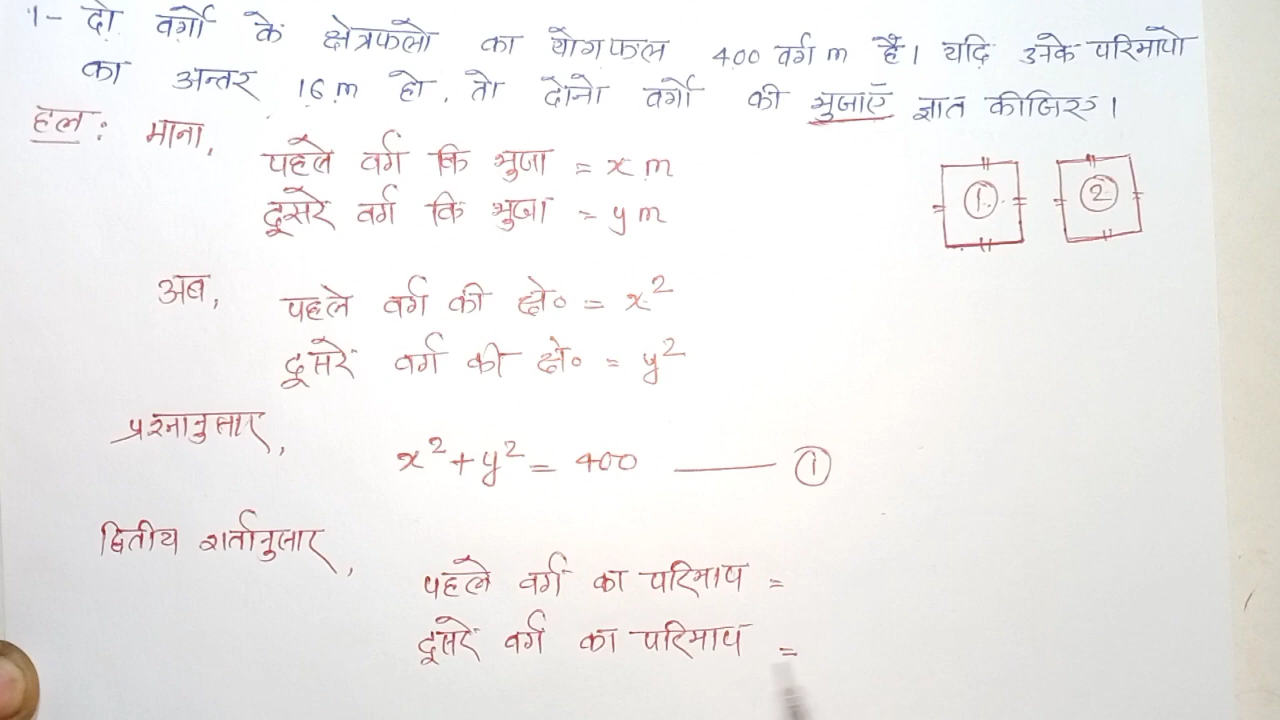 1- दो वर्गो के क्षेत्रफलो का योगफल 400 वर्ग m है। यदि उनके परिमापो
का अन्तर 16 m हो, तो दोनो वर्गो की भुजाएँ ज्ञात कीजिए।
हल: माना,
पहले वर्ग कि भुजा = x m
दूसरे वर्ग कि भुजा = y m
① ②
अब, पहले वर्ग की क्षे० = x²
दूसरे वर्ग की क्षे० = y²
प्रश्नानुसार,
x² + y² = 400 —— ①
द्वितीय शर्तानुसार,
पहले वर्ग का परिमाप =
दूसरे वर्ग का परिमाप =